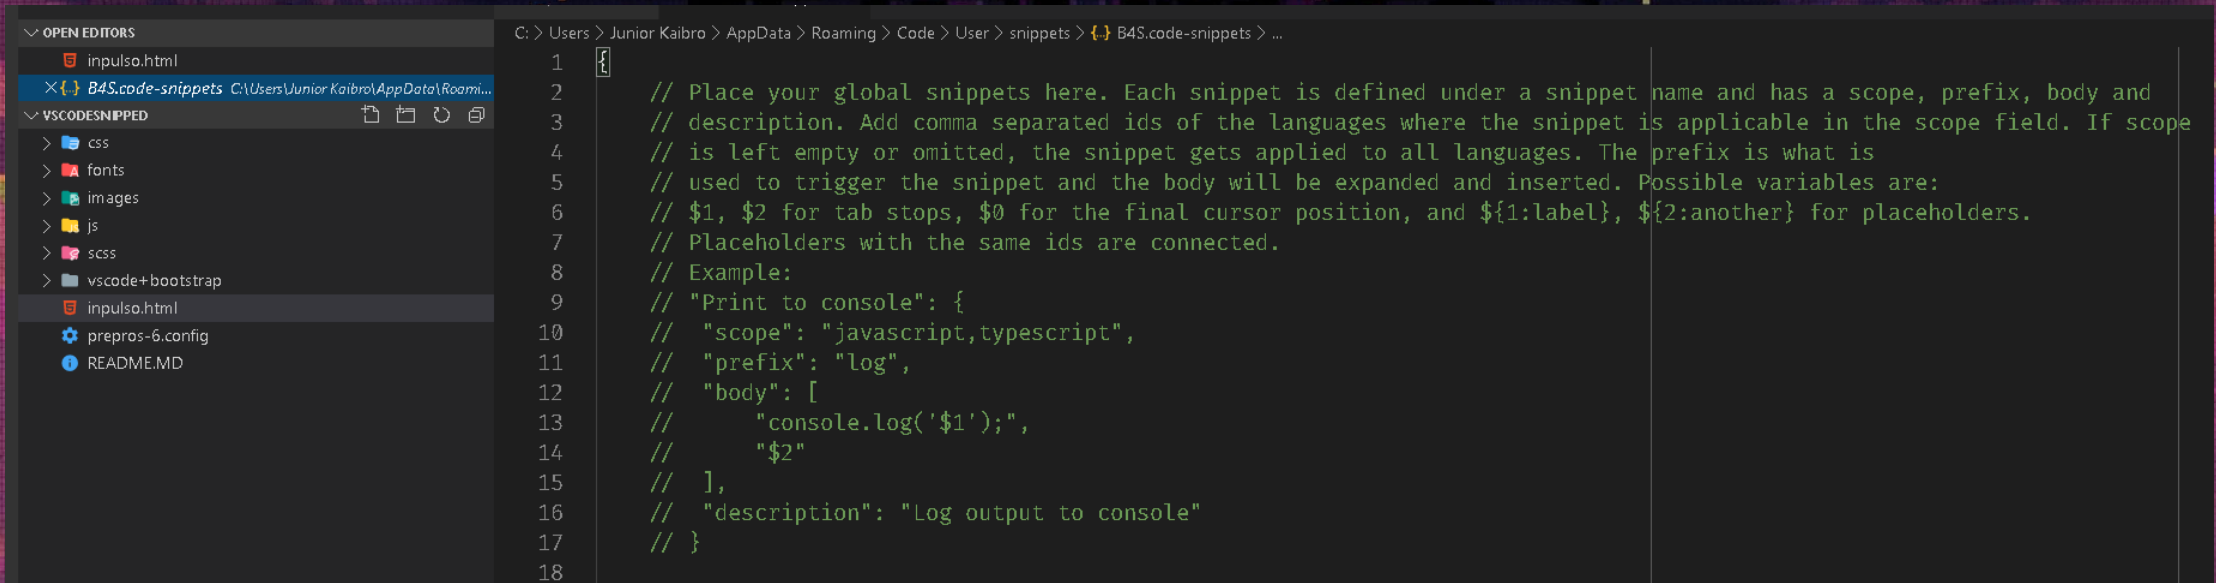 OPEN EDITORS
inpulso.html
B4S.code-snippets C:\Users\Junior Kaibro\AppData\Roami...
VSCODESNIPPED
css
fonts
images
js
scss
vscode+bootstrap
inpulso.html
prepros-6.config
README.MD
C: > Users > Junior Kaibro > AppData > Roaming > Code > User > snippets > {..} B4S.code-snippets > ...
1 {
2 // Place your global snippets here. Each snippet is defined under a snippet name and has a scope, prefix, body and
3 // description. Add comma separated ids of the languages where the snippet is applicable in the scope field. If scope
4 // is left empty or omitted, the snippet gets applied to all languages. The prefix is what is
5 // used to trigger the snippet and the body will be expanded and inserted. Possible variables are:
6 // $1, $2 for tab stops, $0 for the final cursor position, and ${1:label}, ${2:another} for placeholders.
7 // Placeholders with the same ids are connected.
8 // Example:
9 // "Print to console": {
10 // "scope": "javascript,typescript",
11 // "prefix": "log",
12 // "body": [
13 // "console.log('$1');",
14 // "$2"
15 // ],
16 // "description": "Log output to console"
17 // }
18